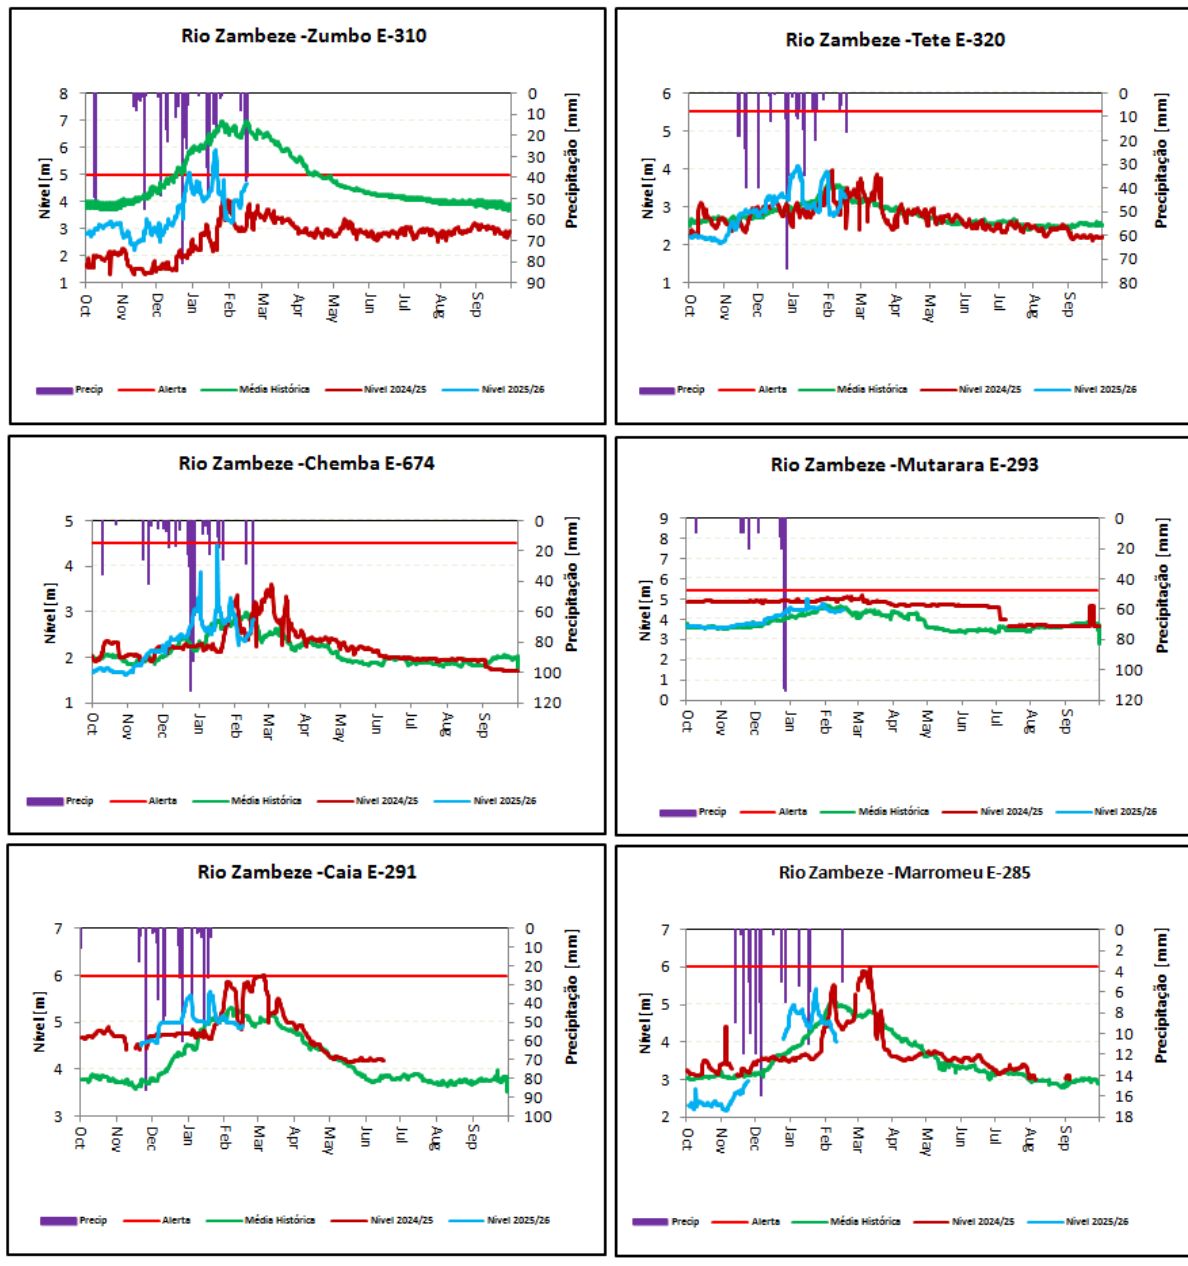 Rio Zambeze -Zumbo E-310
Nível [m]
8
7
6
5
4
3
2
1
0
10
20
30
40
50
60
70
80
90
Precipitação [mm]
Oct
Nov
Dec
Jan
Feb
Mar
Apr
May
Jun
Jul
Aug
Sep
Precip
Alerta
Média Histórica
Nivel 2024/25
Nivel 2025/26
Rio Zambeze -Tete E-320
Nível [m]
6
5
4
3
2
1
0
10
20
30
40
50
60
70
80
Precipitação [mm]
Oct
Nov
Dec
Jan
Feb
Mar
Apr
May
Jun
Jul
Aug
Sep
Precip
Alerta
Média Histórica
Nivel 2024/25
Nivel 2025/26
Rio Zambeze -Chemba E-674
Nível [m]
5
4
3
2
1
0
20
40
60
80
100
120
Precipitação [mm]
Oct
Nov
Dec
Jan
Feb
Mar
Apr
May
Jun
Jul
Aug
Sep
Precip
Alerta
Média Histórica
Nivel 2024/25
Nivel 2025/26
Rio Zambeze -Mutarara E-293
Nível [m]
9
8
7
6
5
4
3
2
1
0
0
20
40
60
80
100
120
Precipitação [mm]
Oct
Nov
Dec
Jan
Feb
Mar
Apr
May
Jun
Jul
Aug
Sep
Precip
Alerta
Média Histórica
Nivel 2024/25
Nivel 2025/26
Rio Zambeze -Caia E-291
Nível [m]
7
6
5
4
3
0
10
20
30
40
50
60
70
80
90
100
Precipitação [mm]
Oct
Nov
Dec
Jan
Feb
Mar
Apr
May
Jun
Jul
Aug
Sep
Precip
Alerta
Média Histórica
Nivel 2024/25
Nivel 2025/26
Rio Zambeze -Marromeu E-285
Nível [m]
7
6
5
4
3
2
0
2
4
6
8
10
12
14
16
18
Precipitação [mm]
Oct
Nov
Dec
Jan
Feb
Mar
Apr
May
Jun
Jul
Aug
Sep
Precip
Alerta
Média Histórica
Nivel 2024/25
Nivel 2025/26